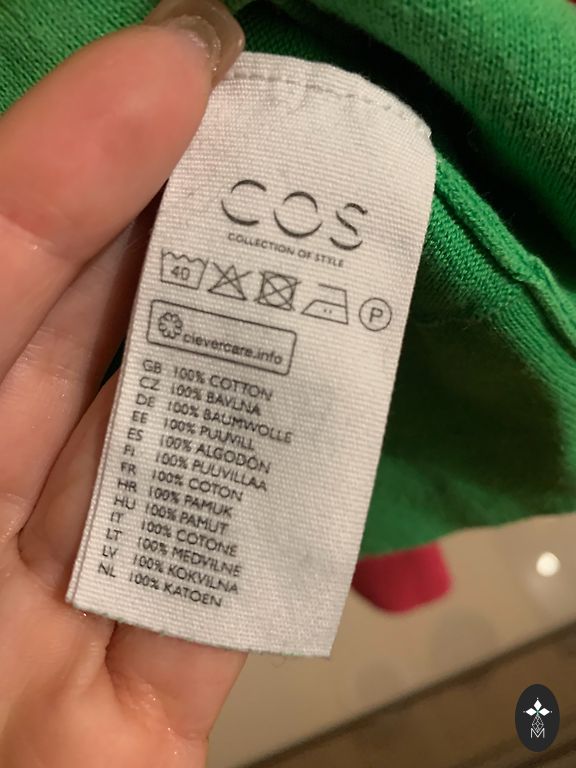 COS
COLLECTION OF STYLE
40 P
clevercare.info
GB 100% COTTON
CZ 100% BAVLNA
DE 100% BAUMWOLLE
EE 100% PUUVILL
ES 100% ALGODÓN
FI 100% PUUVILLAA
FR 100% COTON
HR 100% PAMUK
HU 100% PAMUT
IT 100% COTONE
LT 100% MEDVILNE
LV 100% KOKVILNA
NL 100% KATOEN
M